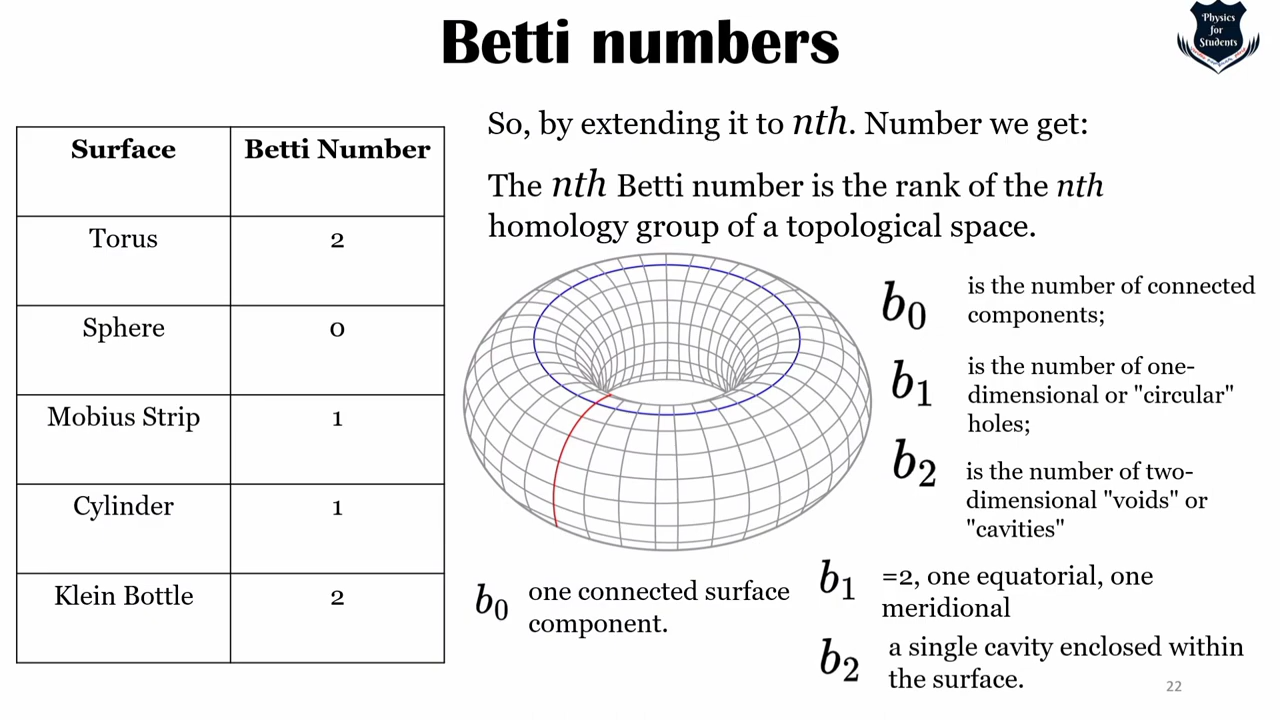 Betti numbers
Physics
for
Students
Surface Betti Number
Torus 2
Sphere 0
Mobius Strip 1
Cylinder 1
Klein Bottle 2
So, by extending it to nth. Number we get:
The nth Betti number is the rank of the nth
homology group of a topological space.
b0 is the number of connected
components;
b1 is the number of one-
dimensional or "circular"
holes;
b2 is the number of two-
dimensional "voids" or
"cavities"
b0 one connected surface
component.
b1 =2, one equatorial, one
meridional
b2 a single cavity enclosed within
the surface.
22